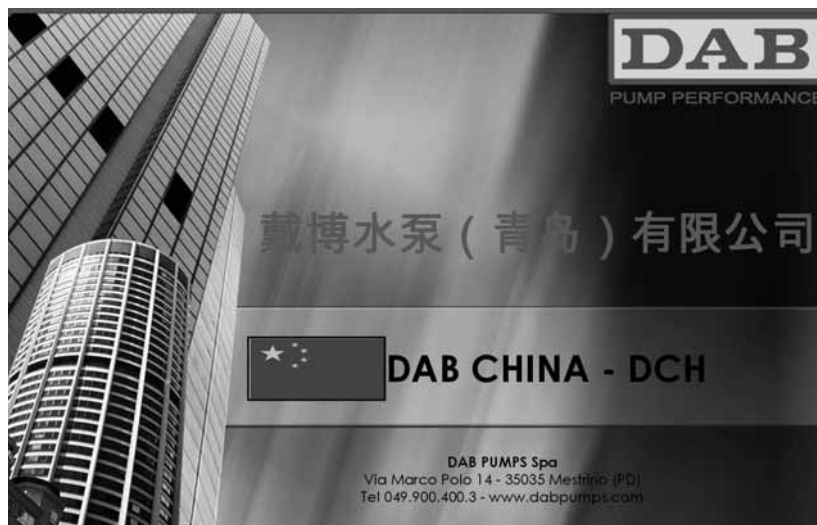 DAB
PUMP PERFORMANCE
戴博水泵（青岛）有限公司
DAB CHINA - DCH
DAB PUMPS Spa
Via Marco Polo 14 - 35035 Mestrino (PD)
Tel 049.900.400.3 - www.dabpumps.com